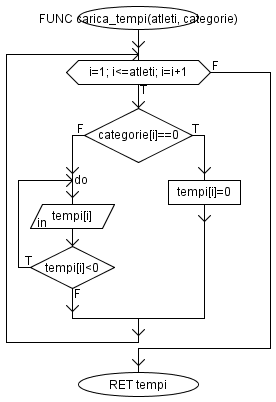 FUNC carica_tempi(atleti, categorie)
i=1; i<=atleti; i=i+1
F
T
F
categorie[i]==0
T
do
tempi[i]
in
tempi[i]=0
T
tempi[i]<0
F
RET tempi